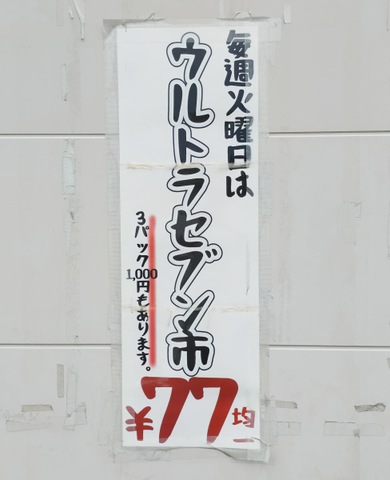 毎週火曜日は
ウルトラセブン市
3パック1,000円もあります。
¥77均一